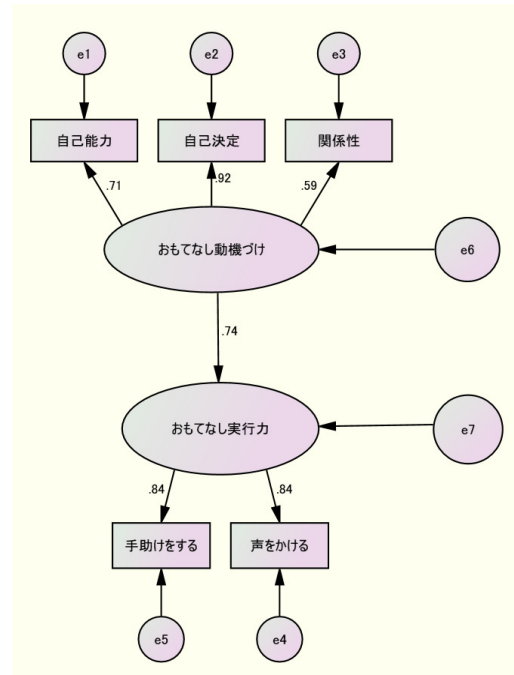 e1
e2
e3
自己能力
自己決定
関係性
.71
.92
.59
おもてなし動機づけ
e6
.74
おもてなし実行力
e7
.84
.84
手助けをする
声をかける
e5
e4